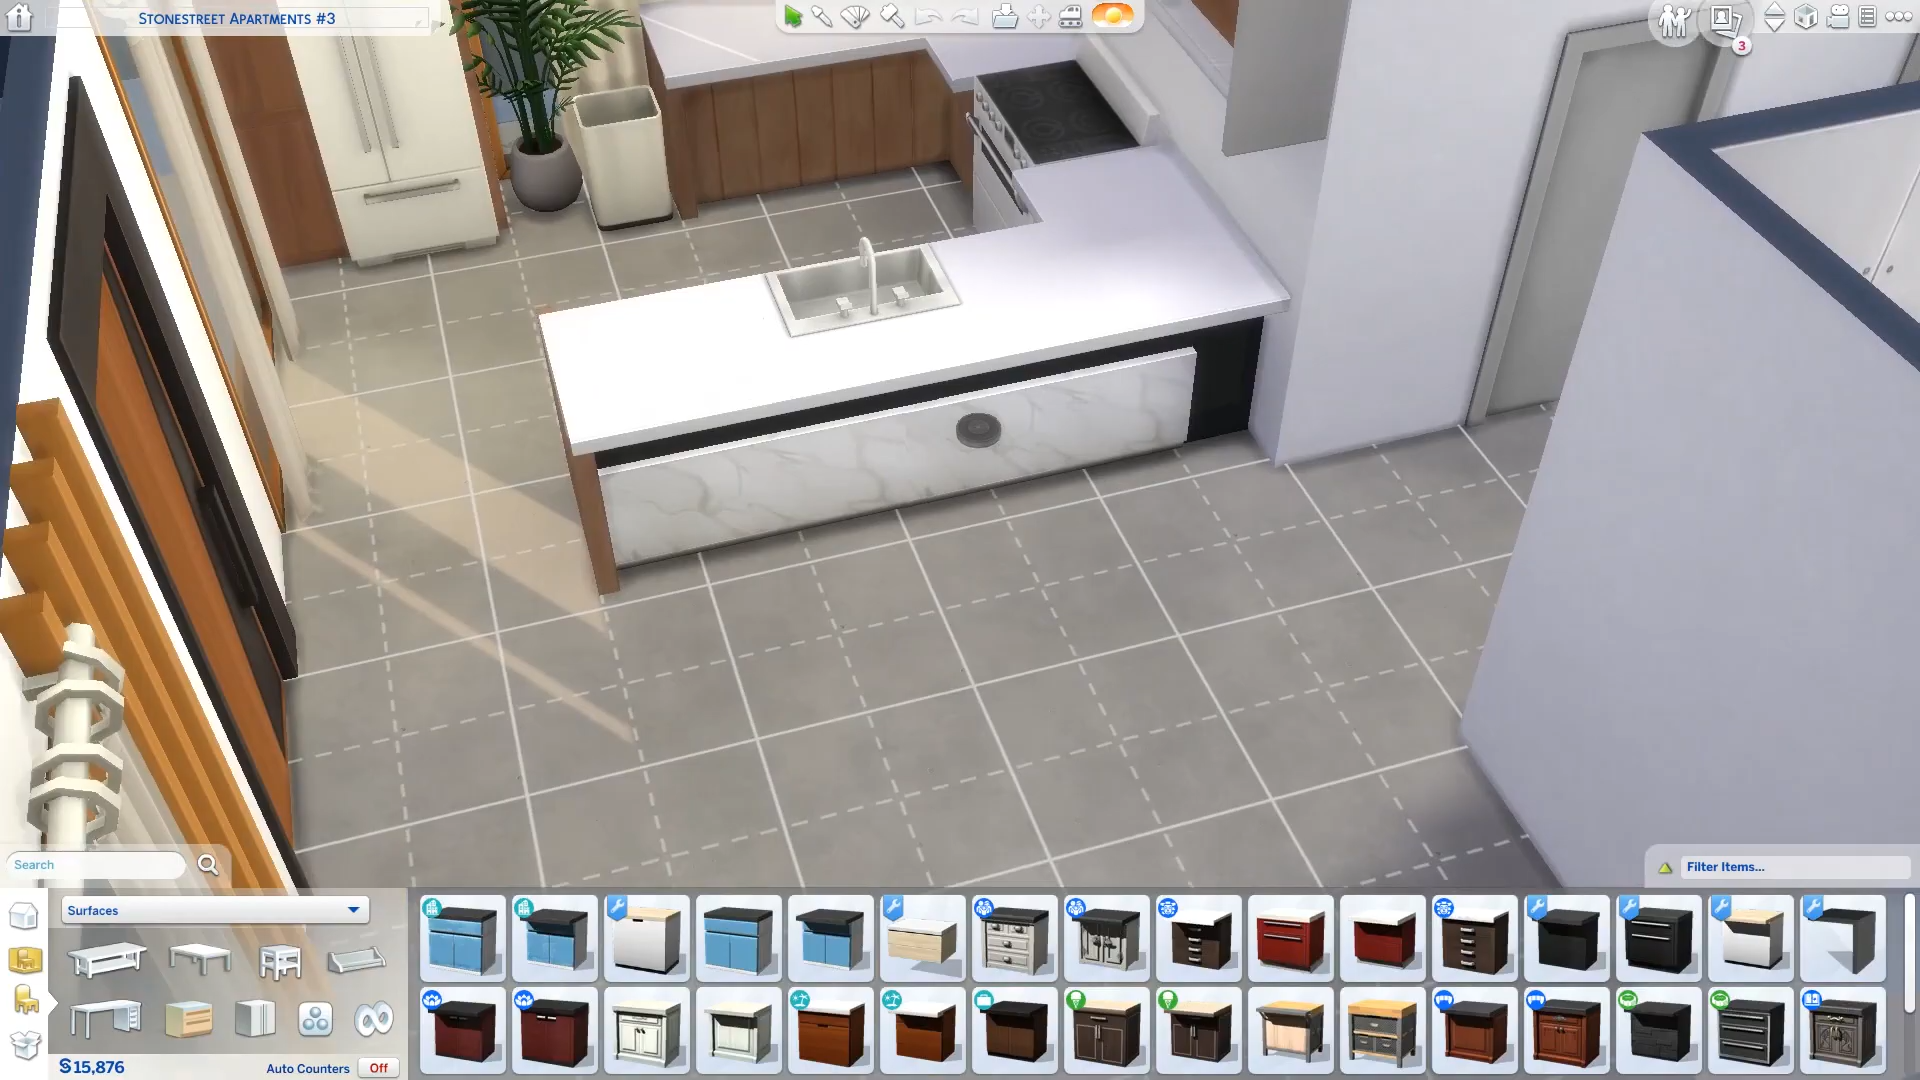 STONESTREET APARTMENTS #3
3
Search
Filter Items...
Surfaces
§15,876
Auto Counters
Off